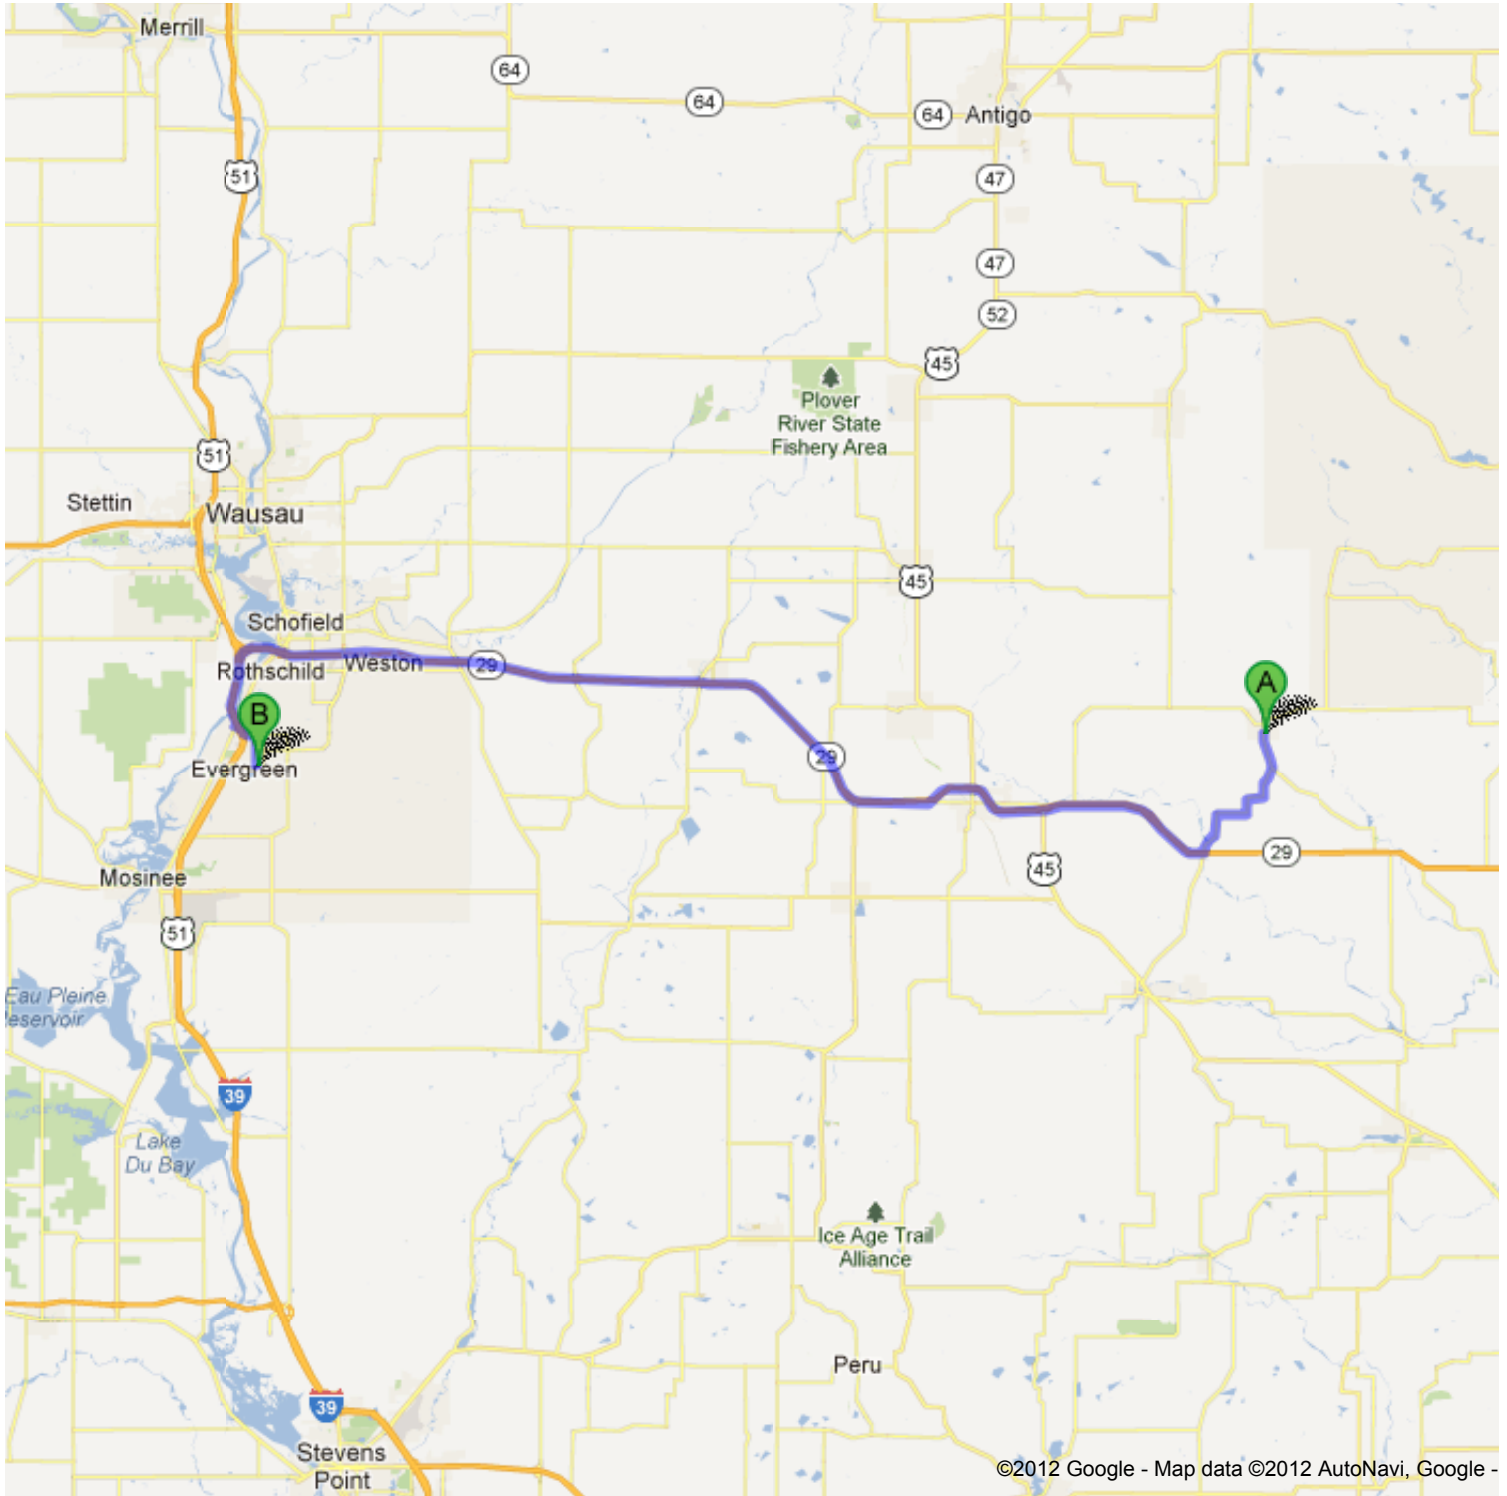 Merrill
64
64
64
Antigo
51
47
47
52
45
Plover
River State
Fishery Area
51
Stettin
Wausau
45
Schofield
Rothschild
Weston
29
A
B
29
Evergreen
29
45
Mosinee
51
Eau Pleine
eservoir
39
Lake
Du Bay
Ice Age Trail
Alliance
Peru
39
Stevens
Point
©2012 Google - Map data ©2012 AutoNavi, Google -